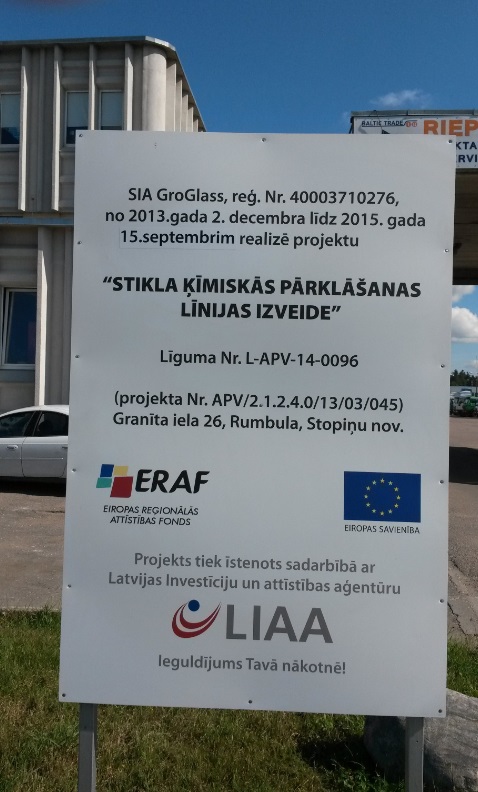 BALTIC TRADE
RIEP
KTA
ERVI
SIA GroGlass, reģ. Nr. 40003710276,
no 2013.gada 2. decembra līdz 2015. gada
15.septembrim realizē projektu
“STIKLA ĶĪMISKĀS PĀRKLĀŠANAS
LĪNIJAS IZVEIDE”
Līguma Nr. L-APV-14-0096
(projekta Nr. APV/2.1.2.4.0/13/03/045)
Granīta iela 26, Rumbula, Stopiņu nov.
ERAF
EIROPAS REĢIONĀLĀS
ATTĪSTĪBAS FONDS
EIROPAS SAVIENĪBA
Projekts tiek īstenots sadarbībā ar
Latvijas Investīciju un attīstības aģentūru
LIAA
Ieguldījums Tavā nākotnē!